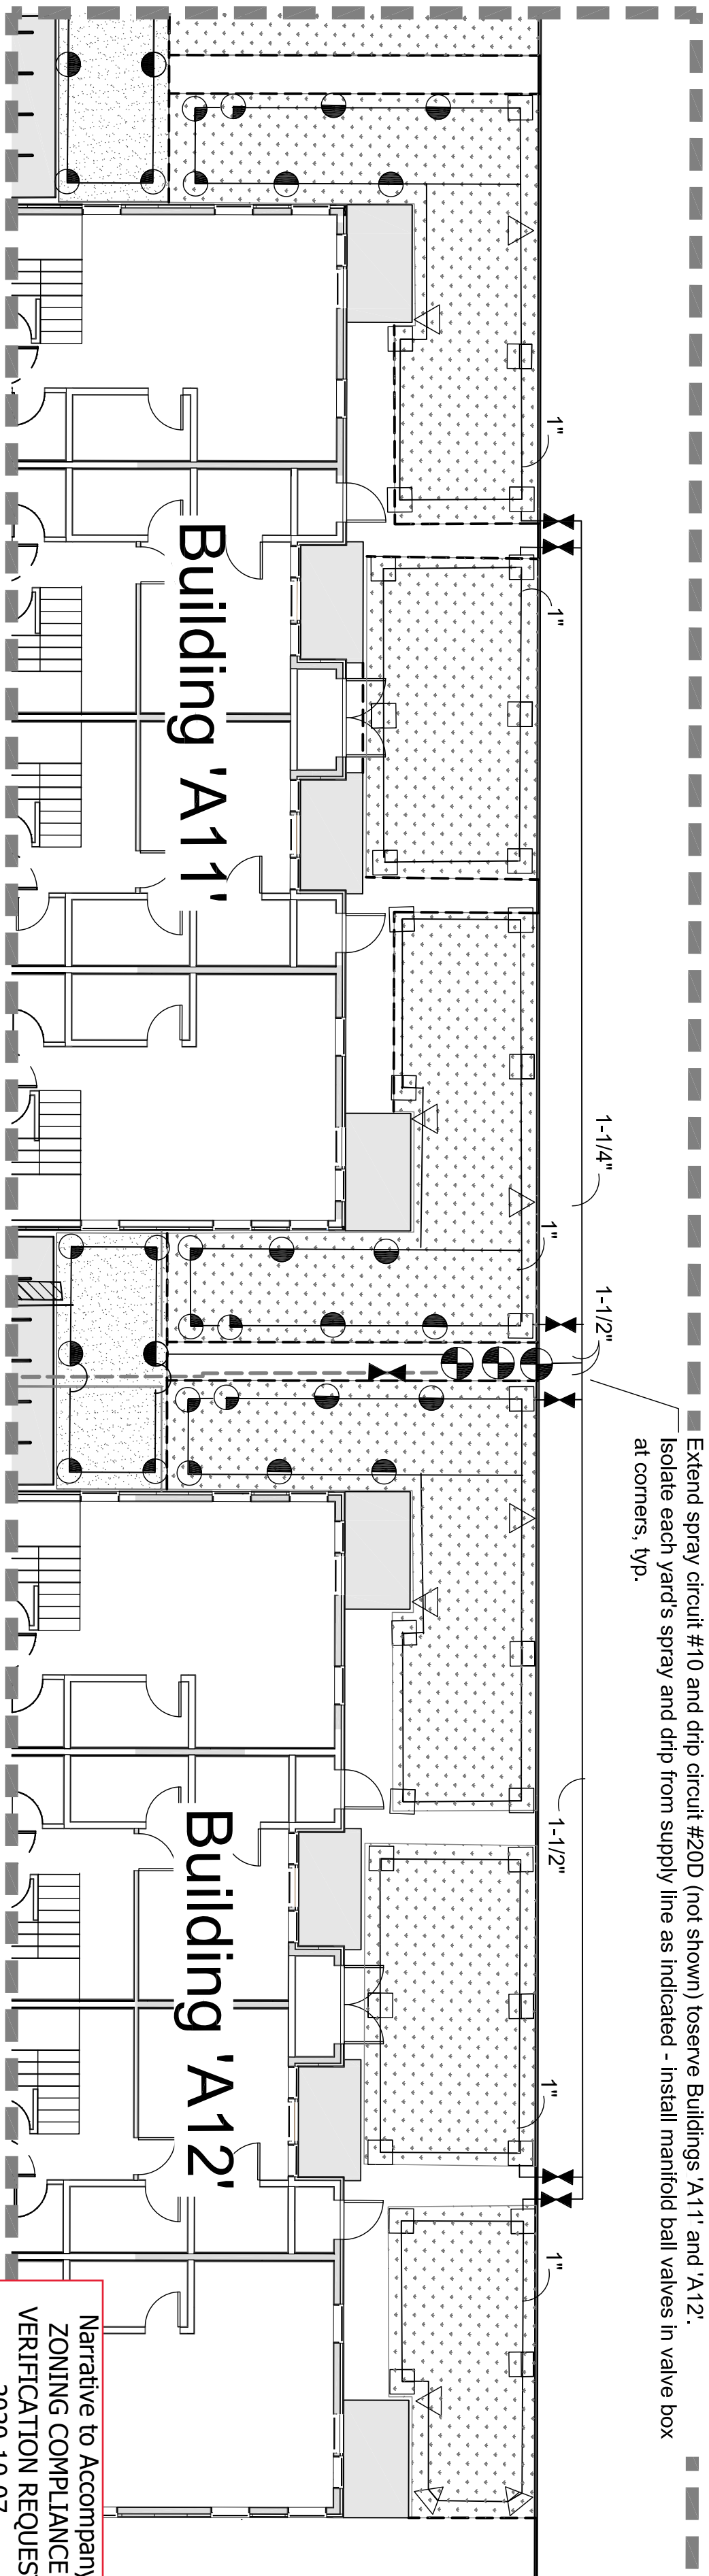 Extend spray circuit #10 and drip circuit #20D (not shown) toserve Buildings 'A11' and 'A12'.
Isolate each yard's spray and drip from supply line as indicated - install manifold ball valves in valve box
at corners, typ.
1"
1"
1-1/4"
1"
1-1/2"
1-1/2"
1"
1"
Building 'A11'
Building 'A12'
Narrative to Accompany
ZONING COMPLIANCE
VERIFICATION REQUEST